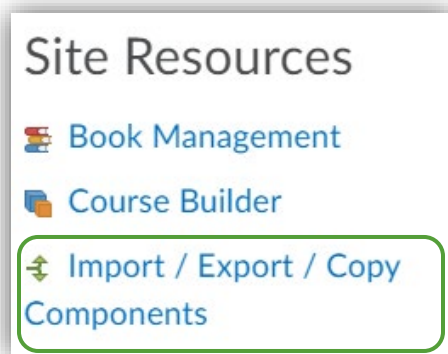 Site Resources
Book Management
Course Builder
Import / Export / Copy
Components